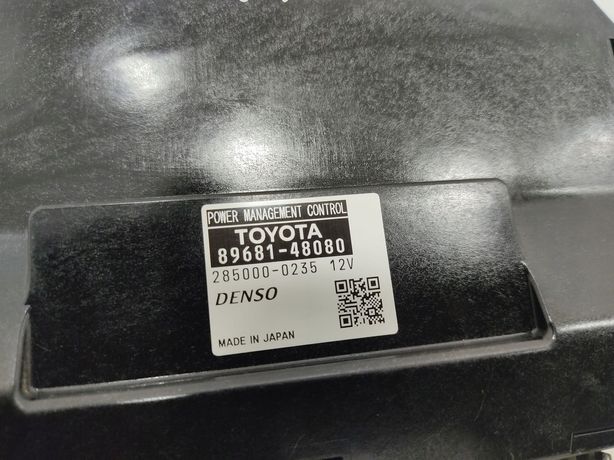 POWER MANAGEMENT CONTROL
TOYOTA
89681-48080
285000-0235 12V
DENSO
MADE IN JAPAN